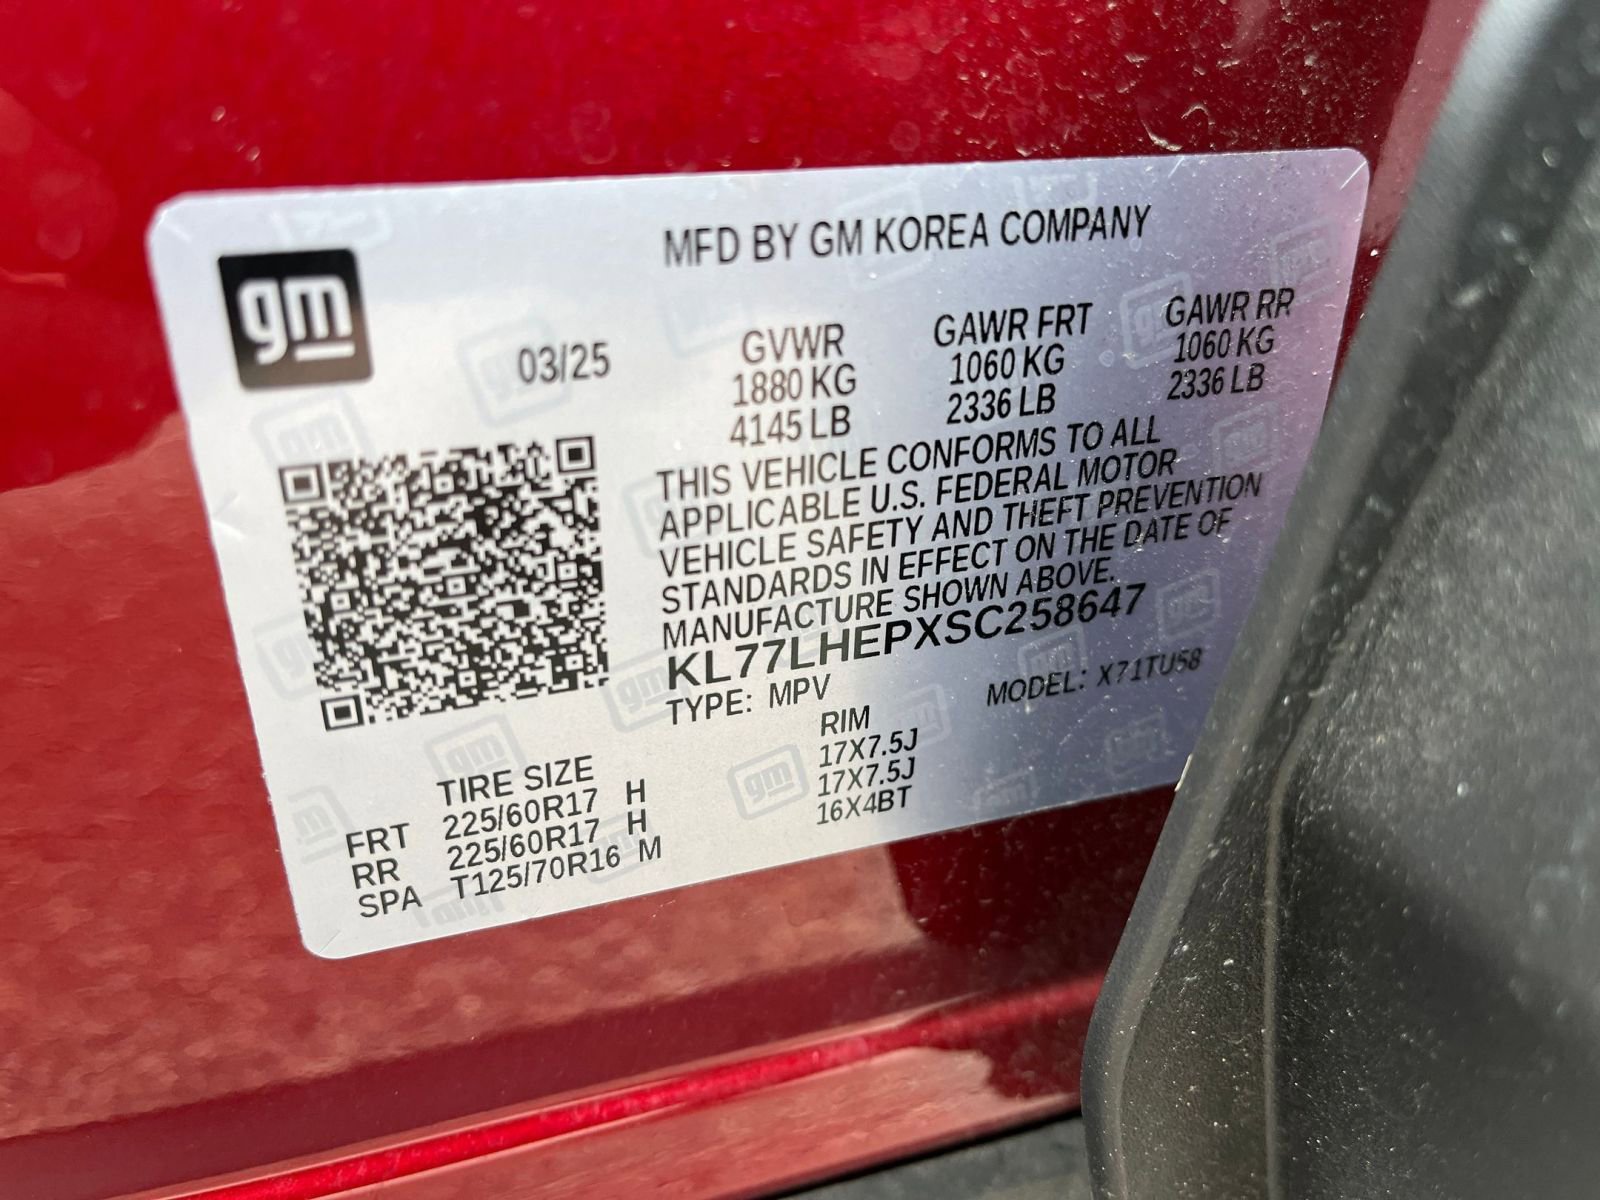 gm
MFD BY GM KOREA COMPANY
03/25
GVWR GAWR FRT GAWR RR
1880 KG 1060 KG 1060 KG
4145 LB 2336 LB 2336 LB
THIS VEHICLE CONFORMS TO ALL
APPLICABLE U.S. FEDERAL MOTOR
VEHICLE SAFETY AND THEFT PREVENTION
STANDARDS IN EFFECT ON THE DATE OF
MANUFACTURE SHOWN ABOVE.
KL77LHEPXSC258647
TYPE: MPV MODEL: X71TU58
TIRE SIZE RIM
FRT 225/60R17 H 17X7.5J
RR 225/60R17 H 17X7.5J
SPA T125/70R16 M 16X4BT